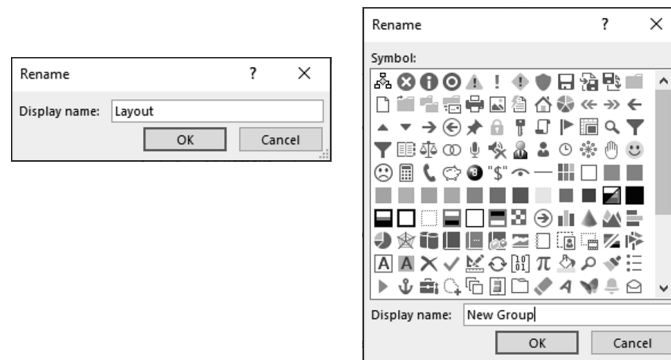 Rename ? ×
Display name: Layout
OK Cancel
Rename ? ×
Symbol:
Display name: New Group
OK Cancel